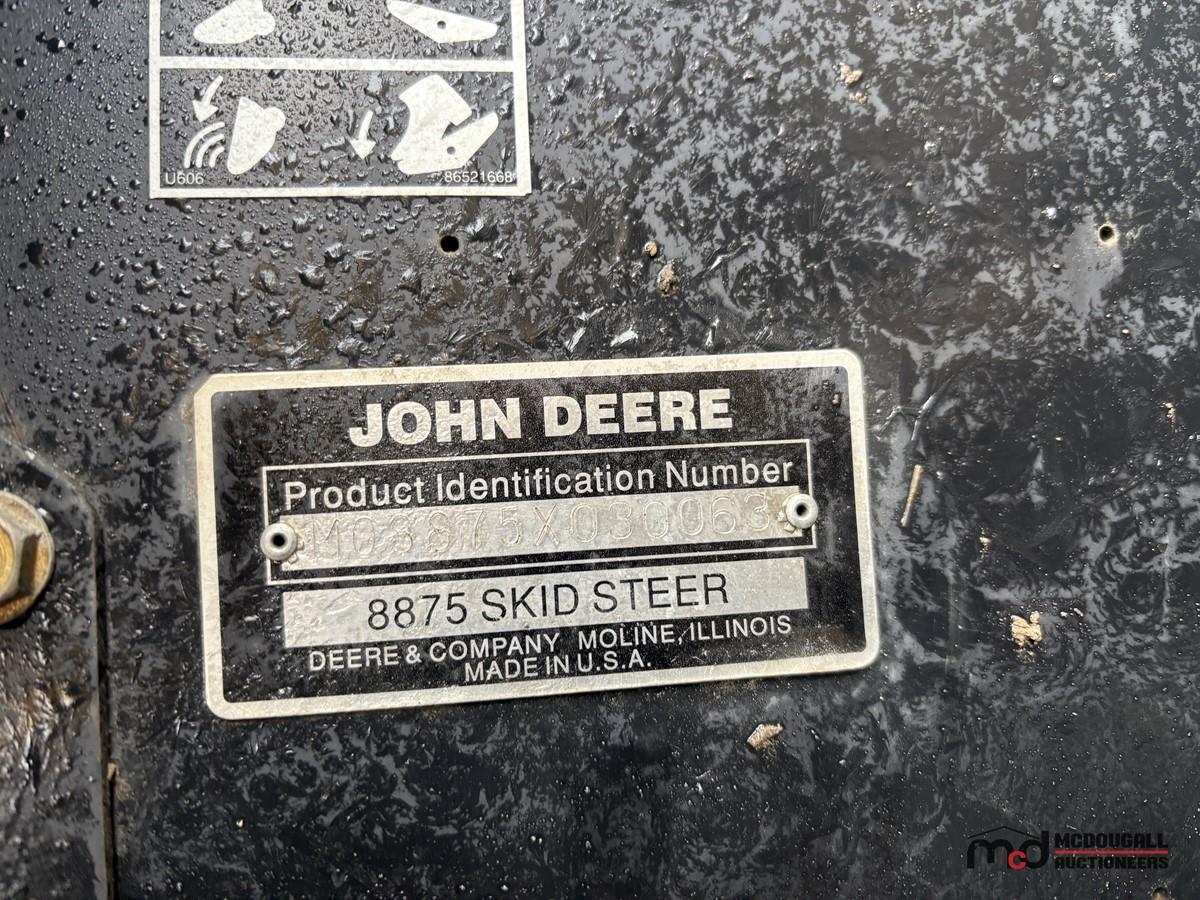 U606 86521668
JOHN DEERE
Product Identification Number
M08875X030063
8875 SKID STEER
DEERE & COMPANY MOLINE, ILLINOIS
MADE IN U.S.A.
mcd MCDOUGALL
AUCTIONEERS